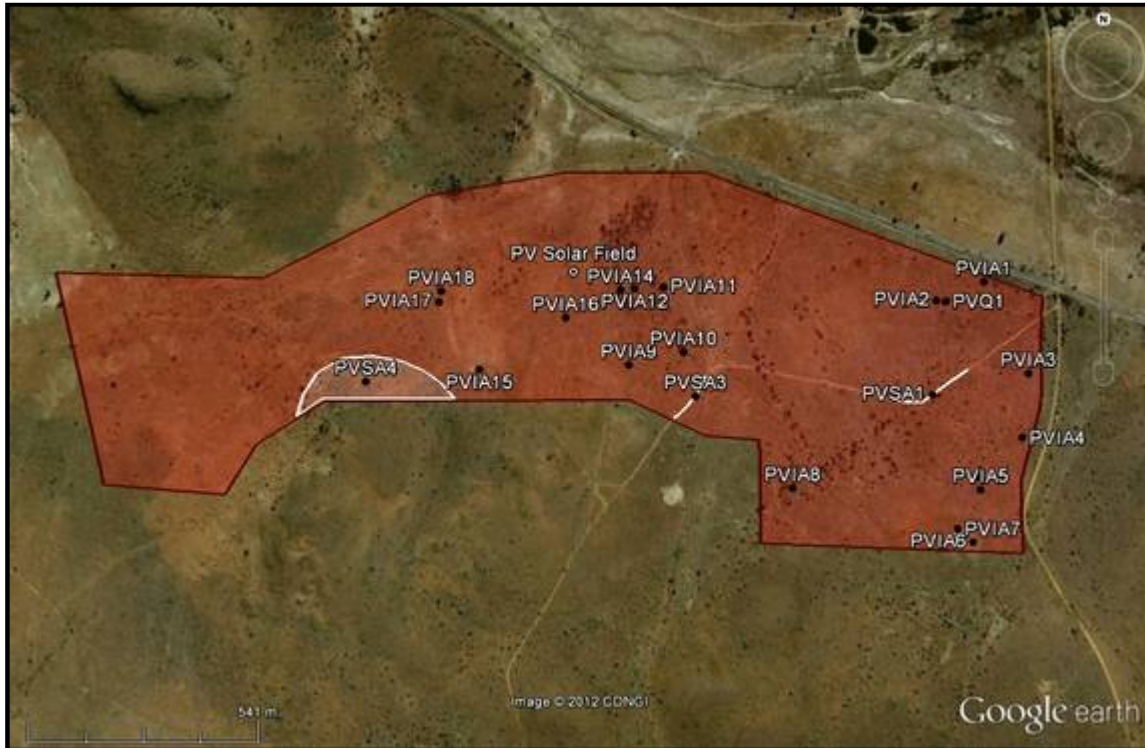 N
PVIA1
PV Solar Field
PVIA18
PVIA14
PVIA11
PVIA17
PVIA16
PVIA12
PVIA2
PVQ1
PVIA10
PVIA9
PVIA3
PVSA4
PVIA15
PVSA3
PVSA1
PVIA4
PVIA8
PVIA5
PVIA7
PVIA6
541 m
Image © 2012 CDNGI
Google earth